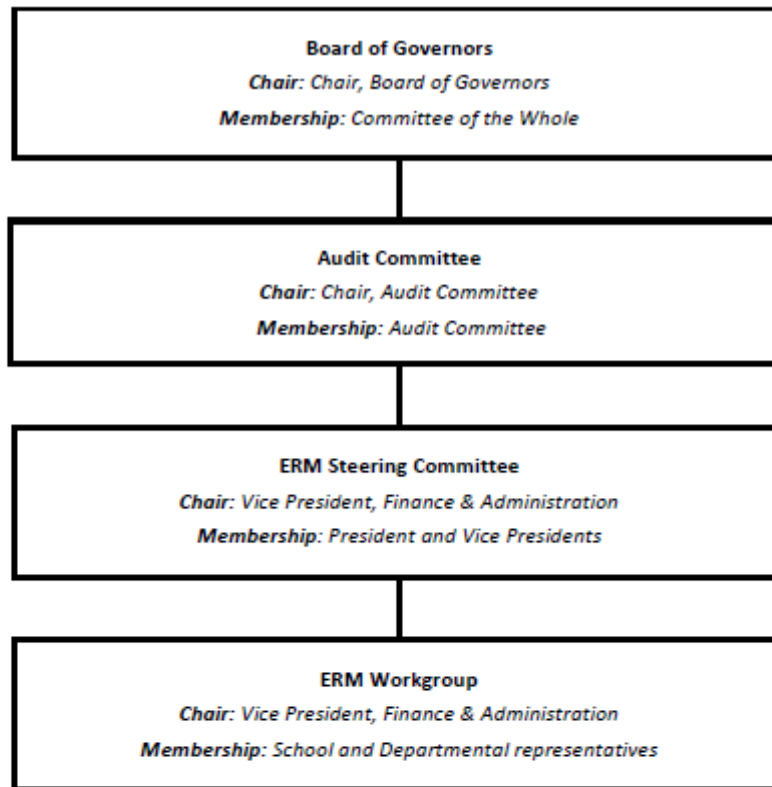 Board of Governors
Chair: Chair, Board of Governors
Membership: Committee of the Whole
Audit Committee
Chair: Chair, Audit Committee
Membership: Audit Committee
ERM Steering Committee
Chair: Vice President, Finance & Administration
Membership: President and Vice Presidents
ERM Workgroup
Chair: Vice President, Finance & Administration
Membership: School and Departmental representatives